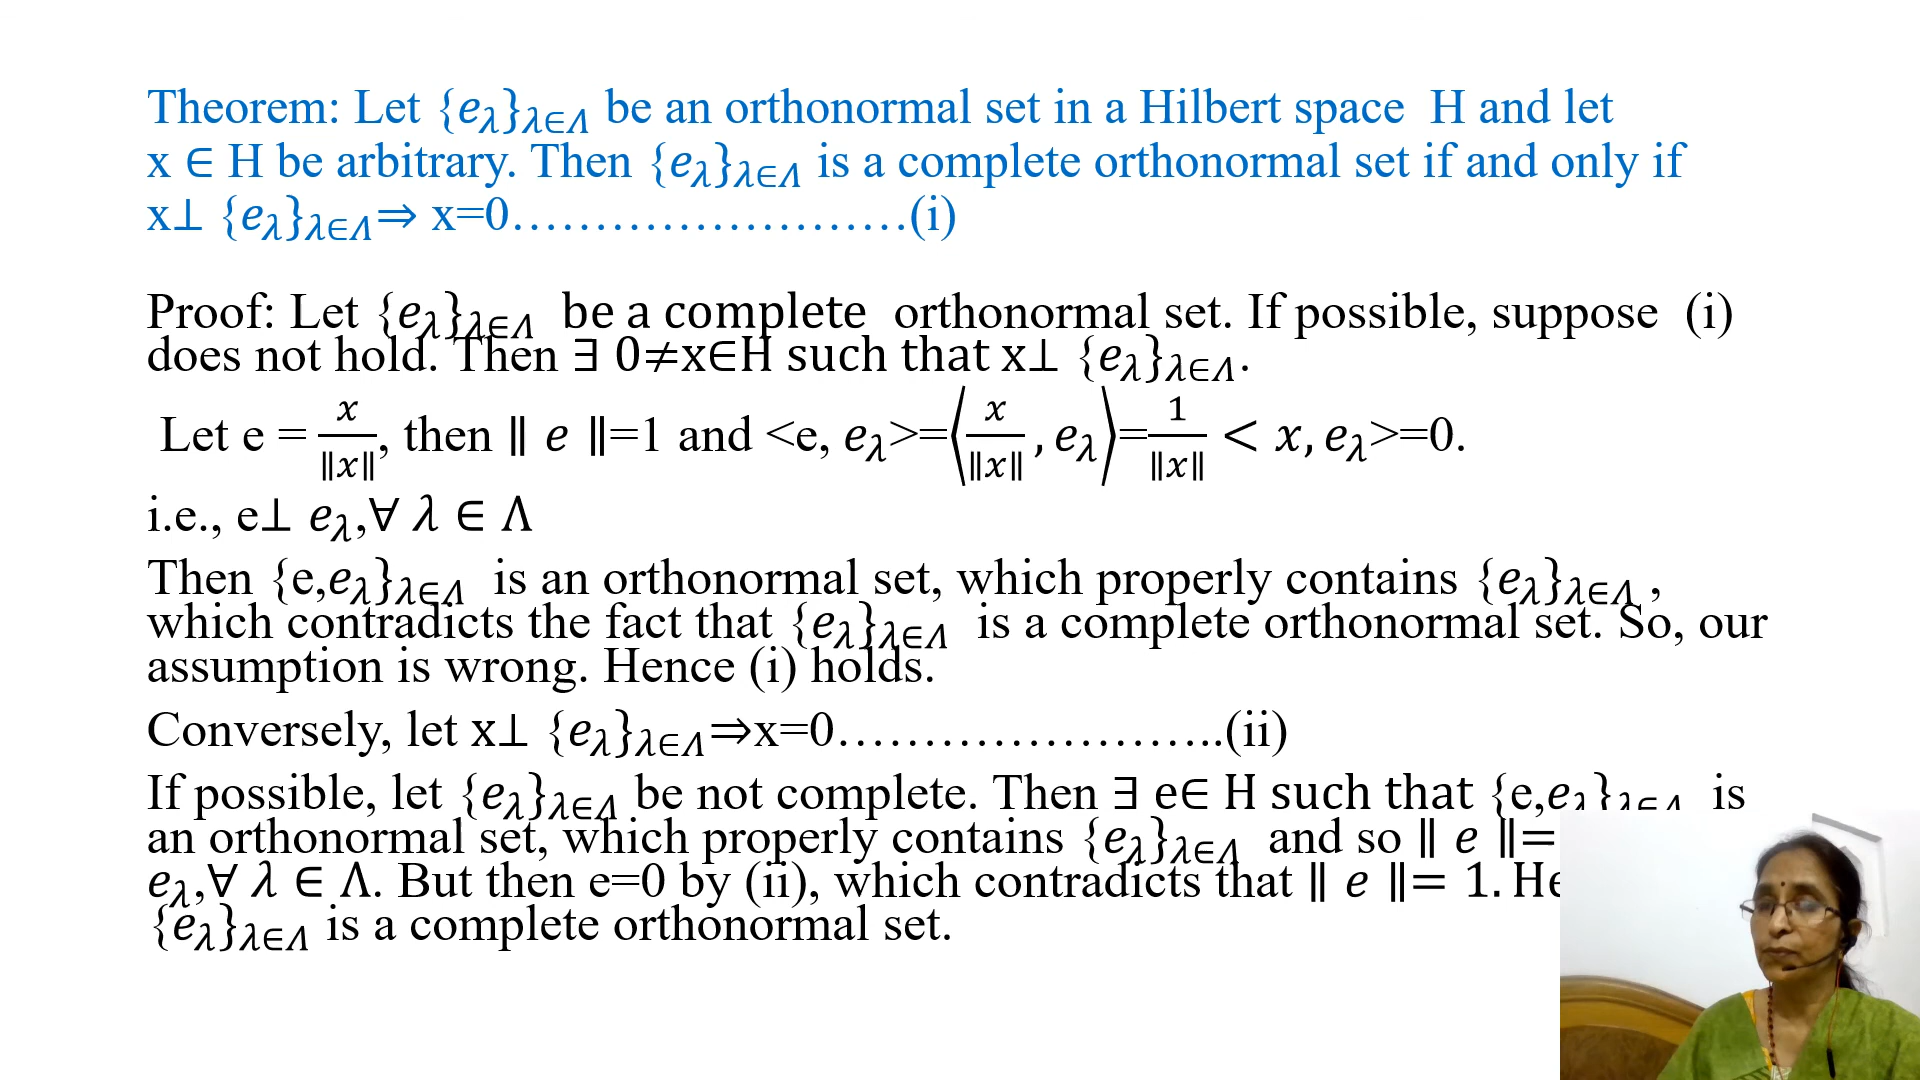 Theorem: Let {e_λ}_{λ∈Λ} be an orthonormal set in a Hilbert space H and let
x ∈ H be arbitrary. Then {e_λ}_{λ∈Λ} is a complete orthonormal set if and only if
x⊥ {e_λ}_{λ∈Λ}⇒ x=0……………………(i)
Proof: Let {e_λ}_{λ∈Λ} be a complete orthonormal set. If possible, suppose (i)
does not hold. Then ∃ 0≠x∈H such that x⊥ {e_λ}_{λ∈Λ}.
Let e = x/‖x‖, then ‖ e ‖=1 and <e, e_λ>=⟨x/‖x‖, e_λ⟩=1/‖x‖ < x, e_λ>=0.
i.e., e⊥ e_λ,∀ λ ∈ Λ
Then {e,e_λ}_{λ∈Λ} is an orthonormal set, which properly contains {e_λ}_{λ∈Λ} ,
which contradicts the fact that {e_λ}_{λ∈Λ} is a complete orthonormal set. So, our
assumption is wrong. Hence (i) holds.
Conversely, let x⊥ {e_λ}_{λ∈Λ}⇒x=0…………………..(ii)
If possible, let {e_λ}_{λ∈Λ} be not complete. Then ∃ e∈ H such that {e,e_λ}_{λ∈Λ} is
an orthonormal set, which properly contains {e_λ}_{λ∈Λ} and so ‖ e ‖=
e_λ,∀ λ ∈ Λ. But then e=0 by (ii), which contradicts that ‖ e ‖= 1.
{e_λ}_{λ∈Λ} is a complete orthonormal set.